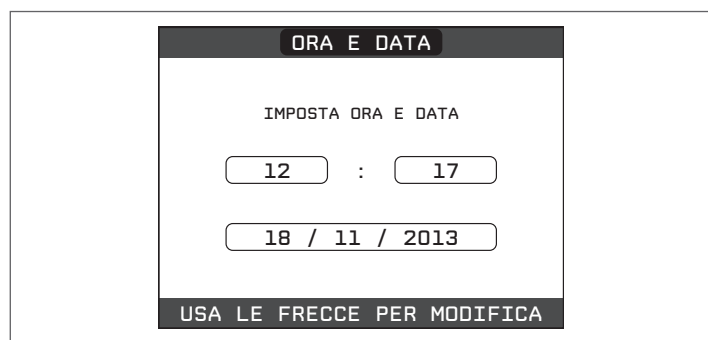 ORA E DATA
IMPOSTA ORA E DATA
12 : 17
18 / 11 / 2013
USA LE FRECCE PER MODIFICA